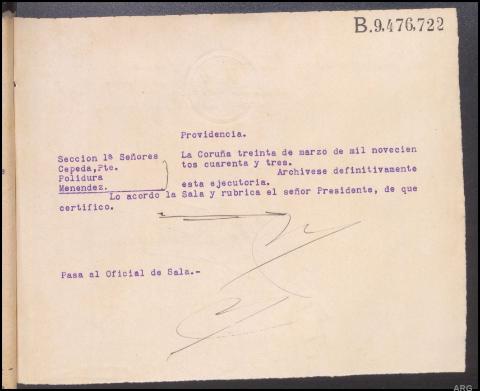 B.9,476,722
Providencia.
Seccion 1ª Señores
Cepeda,Pte.
Polidura
Menendez.
La Coruña treinta de marzo de mil novecien
tos cuarenta y tres.
Archivese definitivamente
esta ejecutoria.
Lo acordo la Sala y rubrica el señor Presidente, de que
certifico.
Pasa al Oficial de Sala.-
ARG